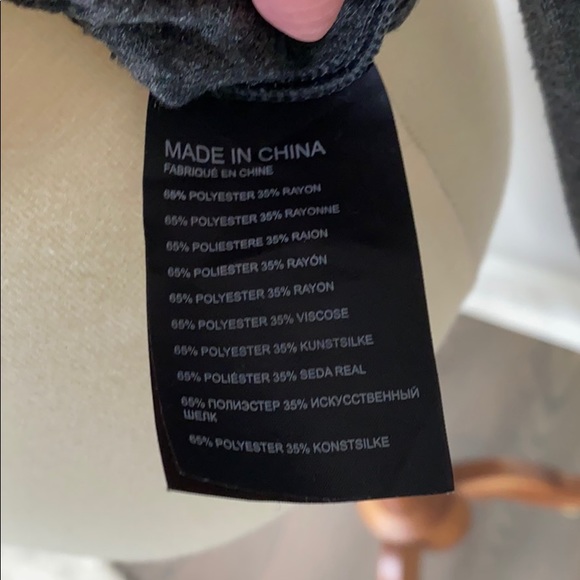 MADE IN CHINA
FABRIQUÉ EN CHINE
65% POLYESTER 35% RAYON
65% POLYESTER 35% RAYONNE
65% POLIESTERE 35% RAION
65% POLIESTER 35% RAYÓN
65% POLYESTER 35% RAYON
65% POLYESTER 35% VISCOSE
65% POLYESTER 35% KUNSTSILKE
65% POLIÉSTER 35% SEDA REAL
65% ПОЛИЭСТЕР 35% ИСКУССТВЕННЫЙ
ШЕЛК
65% POLYESTER 35% KONSTSILKE